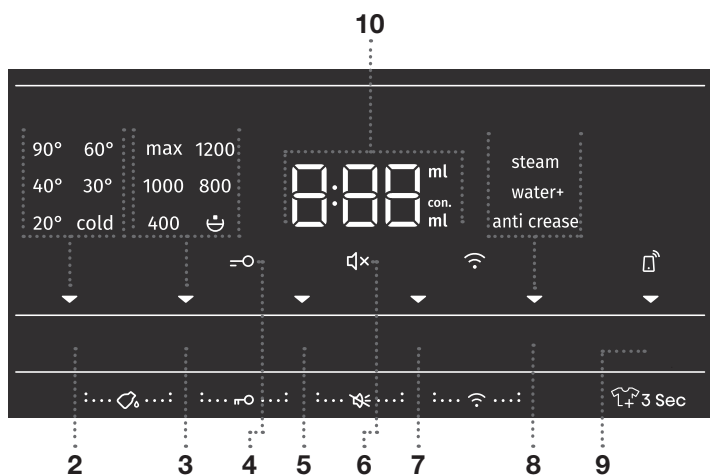 10
90° 60° max 1200 8:88 ml steam
40° 30° 1000 800 con. water+
20° cold 400 ml anti crease
3 Sec
2 3 4 5 6 7 8 9